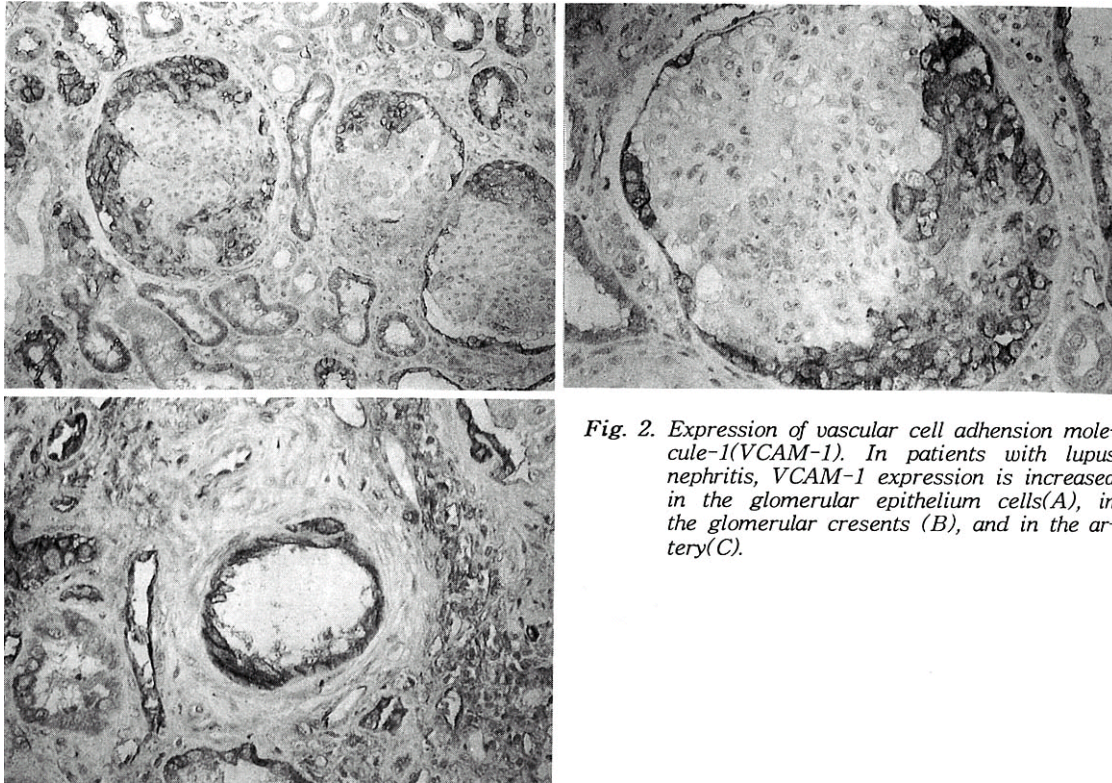 Fig. 2. Expression of vascular cell adhension mole-
cule-1(VCAM-1). In patients with lupus
nephritis, VCAM-1 expression is increased
in the glomerular epithelium cells(A), in
the glomerular cresents (B), and in the ar-
tery(C).